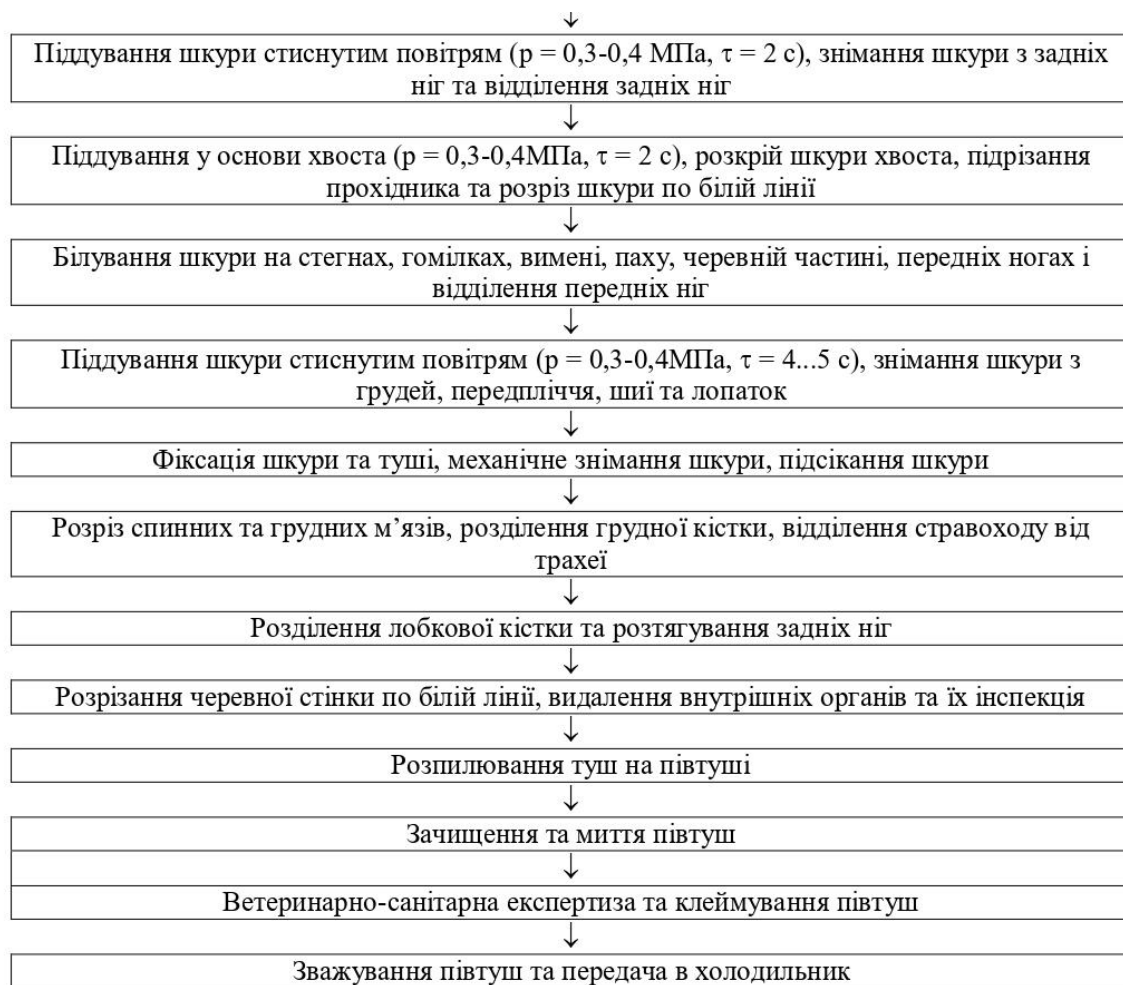 ↓
Піддування шкури стиснутим повітрям (р = 0,3-0,4 МПа, τ = 2 с), знімання шкури з задніх
ніг та відділення задніх ніг
↓
Піддування у основи хвоста (р = 0,3-0,4МПа, τ = 2 с), розкрій шкури хвоста, підрізання
прохідника та розріз шкури по білій лінії
↓
Білування шкури на стегнах, гомілках, вимені, паху, черевній частині, передніх ногах і
відділення передніх ніг
↓
Піддування шкури стиснутим повітрям (р = 0,3-0,4МПа, τ = 4...5 с), знімання шкури з
грудей, передпліччя, шиї та лопаток
↓
Фіксація шкури та туші, механічне знімання шкури, підсікання шкури
↓
Розріз спинних та грудних м’язів, розділення грудної кістки, відділення стравоходу від
трахеї
↓
Розділення лобкової кістки та розтягування задніх ніг
↓
Розрізання черевної стінки по білій лінії, видалення внутрішніх органів та їх інспекція
↓
Розпилювання туш на півтуші
↓
Зачищення та миття півтуш
↓
Ветеринарно-санітарна експертиза та клеймування півтуш
↓
Зважування півтуш та передача в холодильник